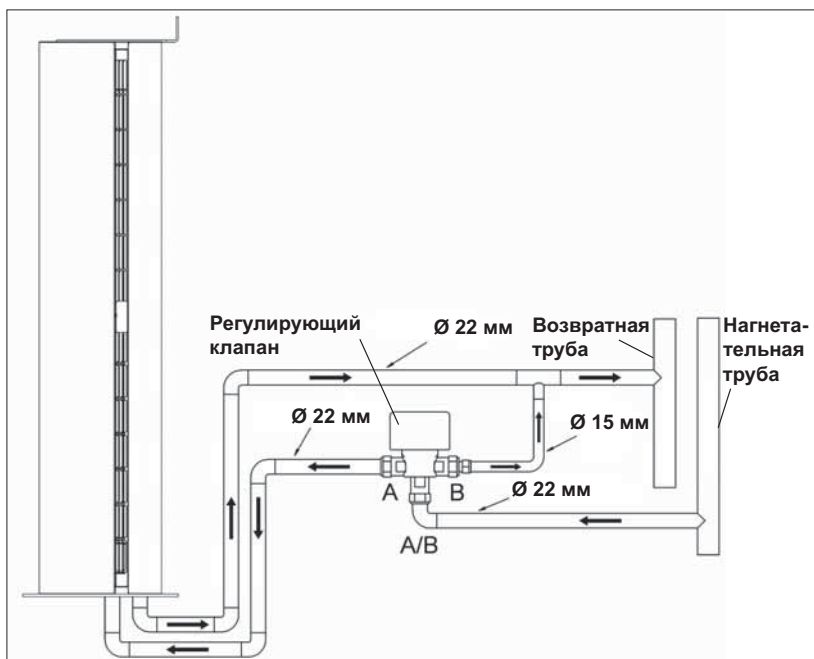 Регулирующий
клапан
Ø 22 мм
Возвратная
труба
Нагнета-
тельная
труба
Ø 22 мм
Ø 15 мм
A
B
Ø 22 мм
A/B